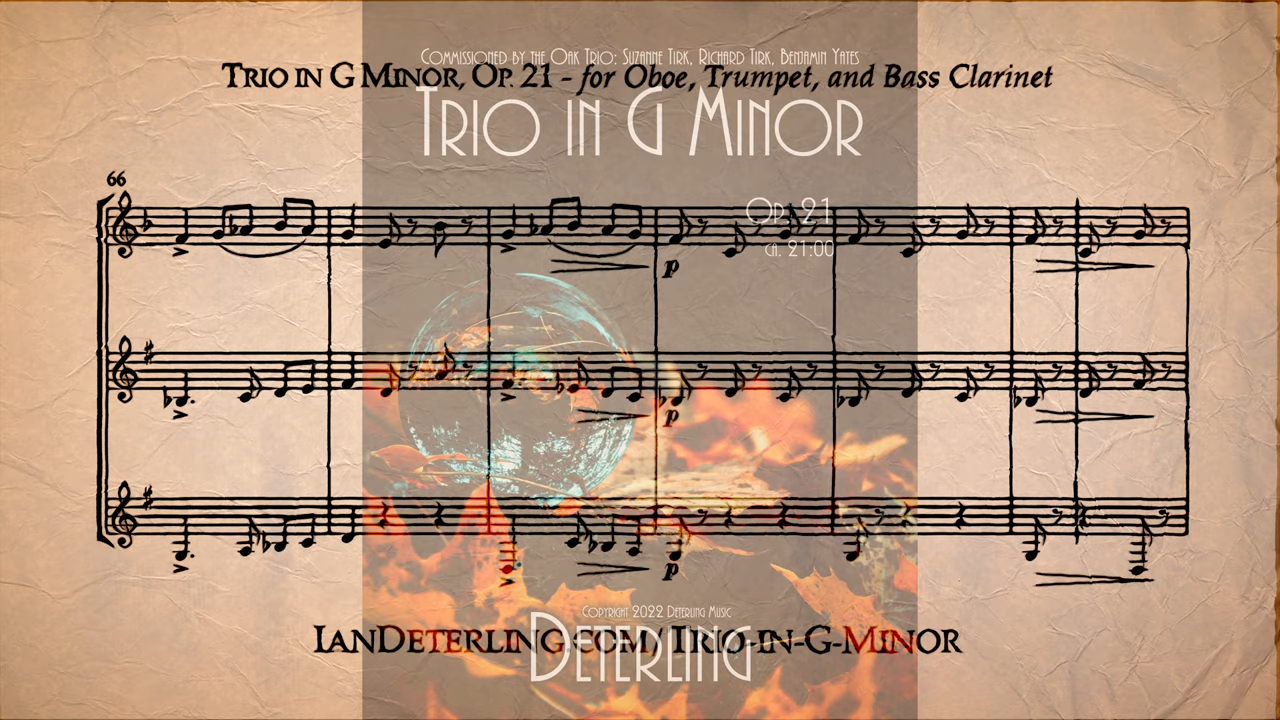 Commissioned by the Oak Trio: Suzanne Tirk, Richard Tirk, Benjamin Yates
Trio in G Minor, Op. 21 - for Oboe, Trumpet, and Bass Clarinet
Trio in G Minor
66
Op. 21
ca. 21:00
p
p
p
Copyright 2022 Deterling Music
IanDeterling.com/Trio-in-G-Minor
Deterling